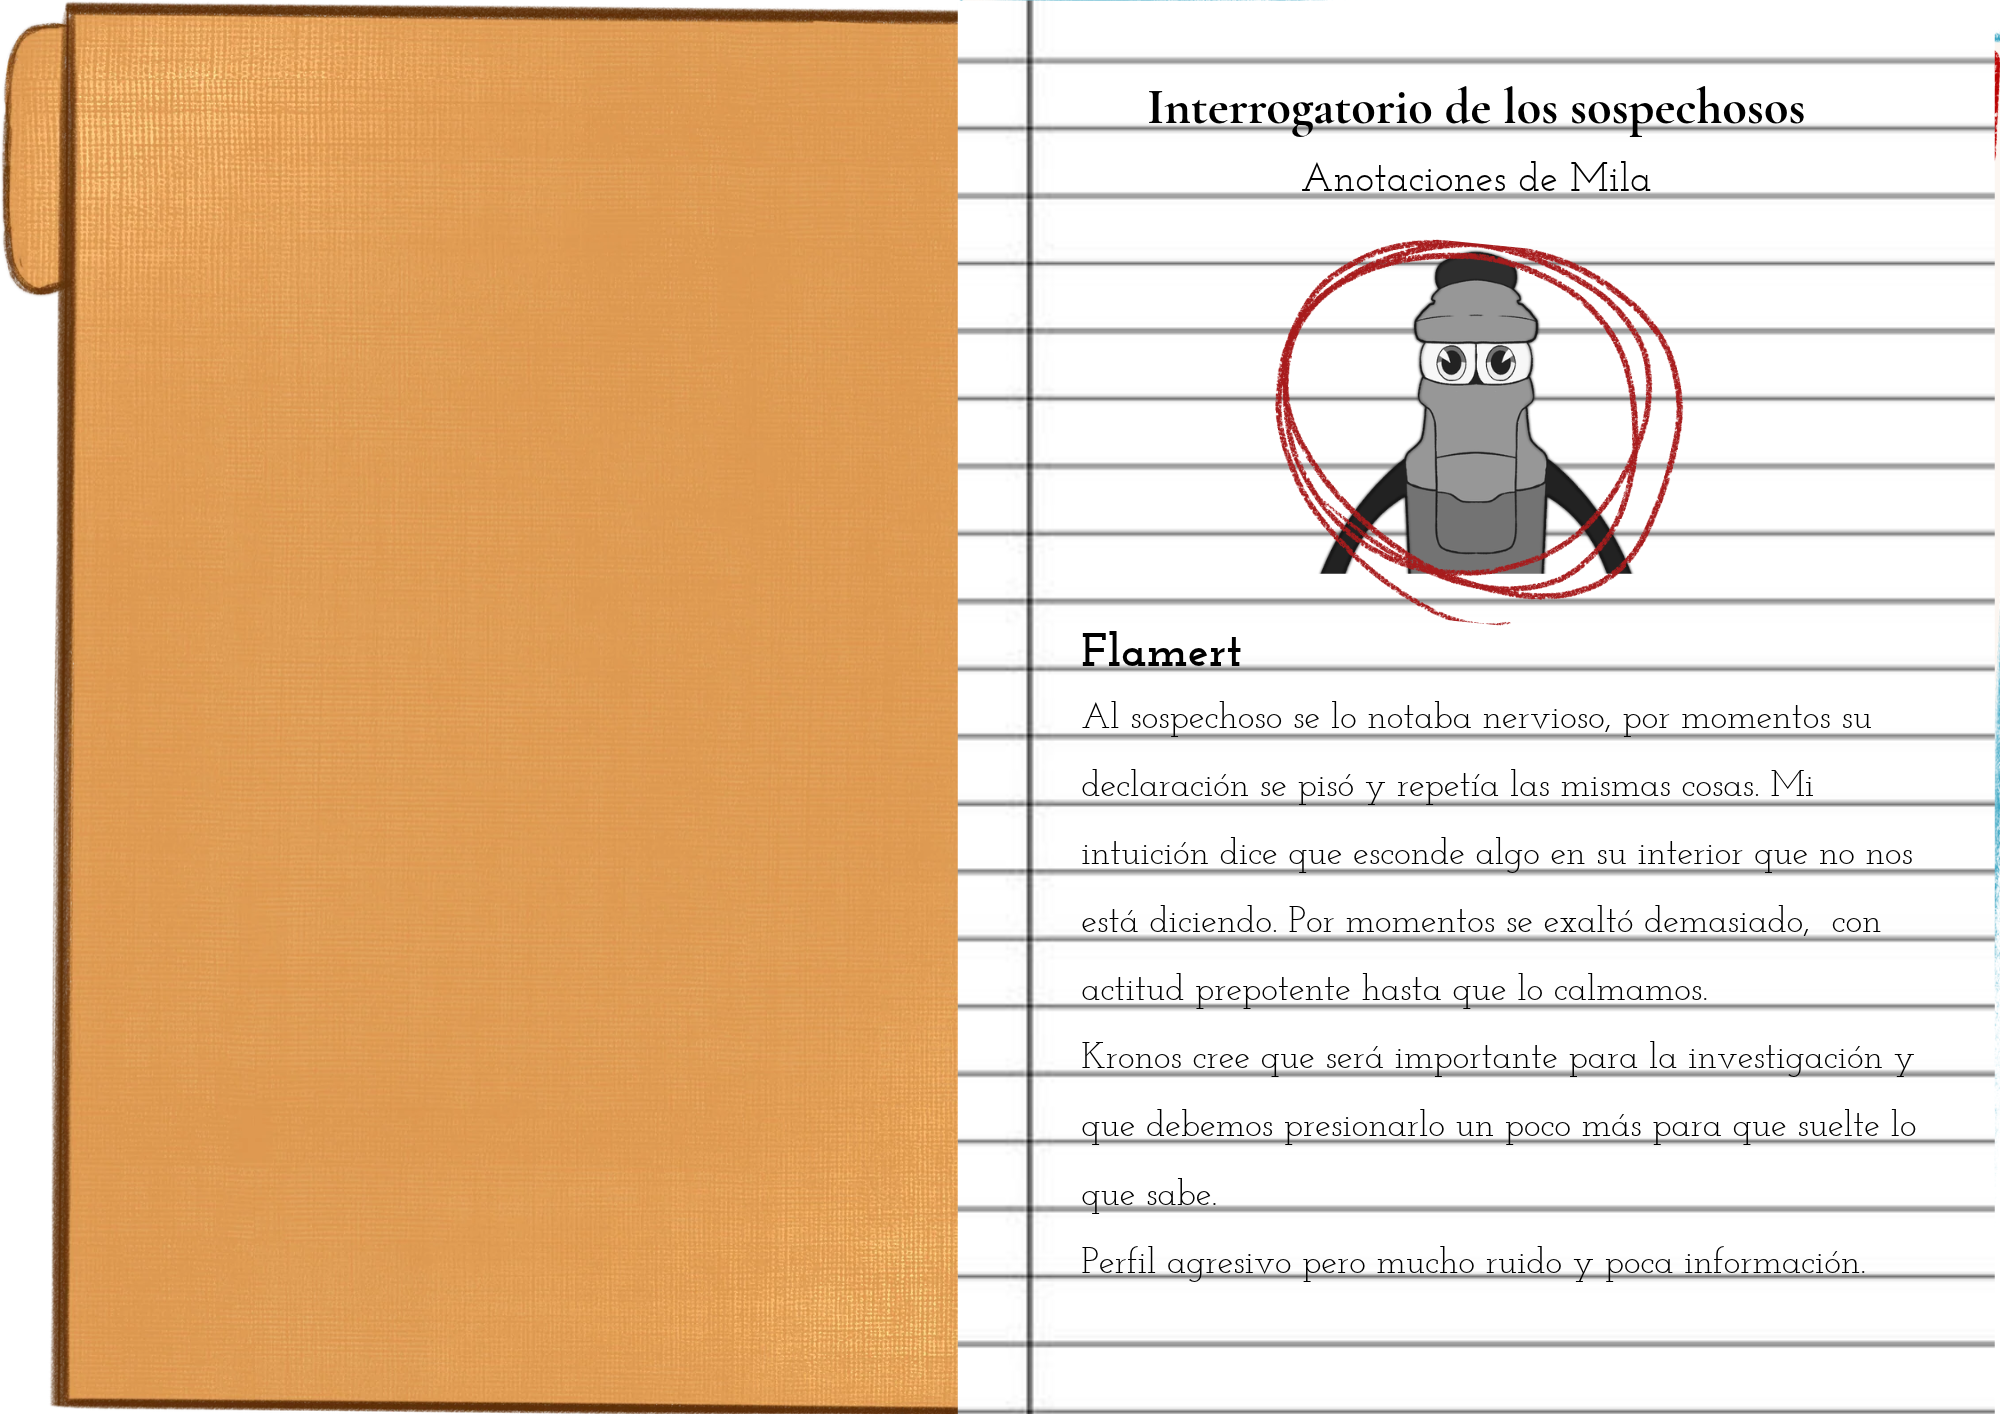 Interrogatorio de los sospechosos
Anotaciones de Mila
Flamert
Al sospechoso se lo notaba nervioso, por momentos su
declaración se pisó y repetía las mismas cosas. Mi
intuición dice que esconde algo en su interior que no nos
está diciendo. Por momentos se exaltó demasiado,  con
actitud prepotente hasta que lo calmamos.
Kronos cree que será importante para la investigación y
que debemos presionarlo un poco más para que suelte lo
que sabe.
Perfil agresivo pero mucho ruido y poca información.